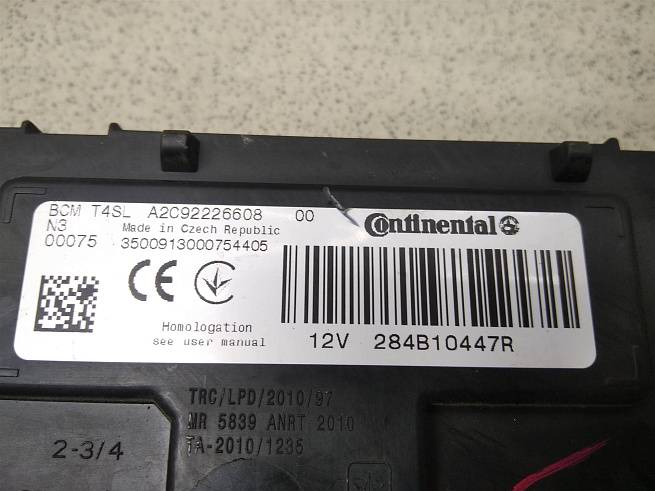 BCM T4SL A2C92226608 00
Continental
N3 Made in Czech Republic
00075 3500913000754405
CE C
Homologation
see user manual
12V 284B10447R
TRC/LPD/2010/97
MR 5839 ANRT 2010
TA-2010/1235
2-3/4